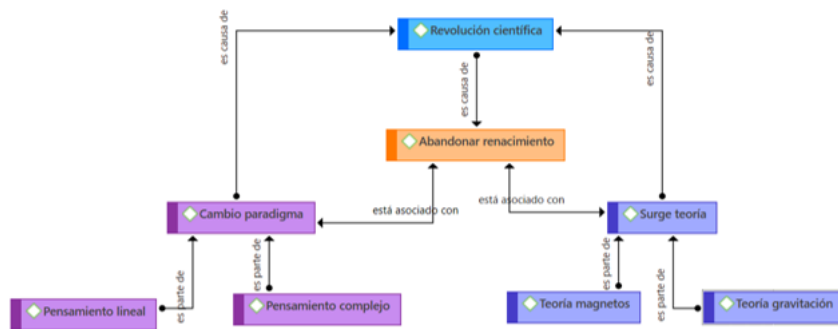 Revolución científica
es causa de
es causa de
es causa de
Abandonar renacimiento
está asociado con
está asociado con
Cambio paradigma
Surge teoría
es parte de
es parte de
es parte de
es parte de
Pensamiento lineal
Pensamiento complejo
Teoría magnetos
Teoría gravitación